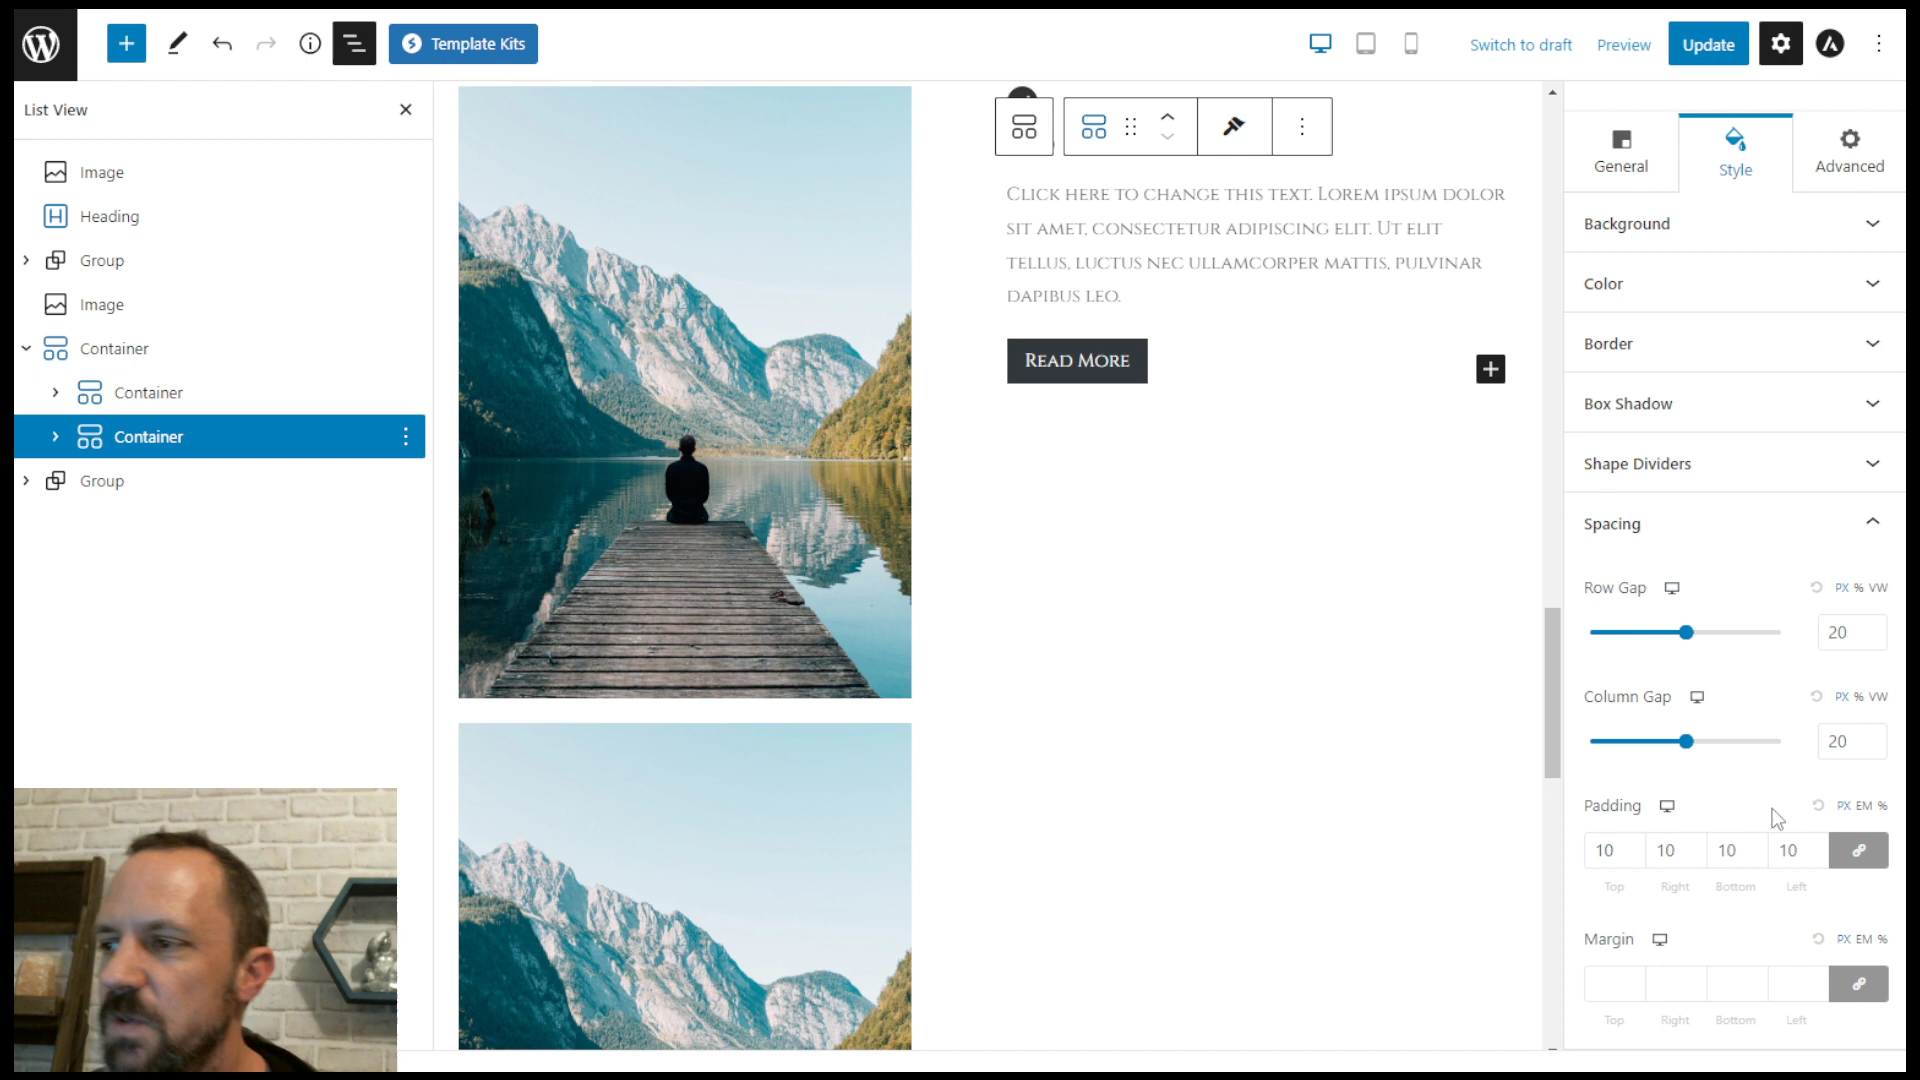 Template Kits
Switch to draft
Preview
Update
List View
Image
Heading
Group
Image
Container
Container
Container
Group
Click here to change this text. Lorem ipsum dolor
sit amet, consectetur adipiscing elit. Ut elit
tellus, luctus nec ullamcorper mattis, pulvinar
dapibus leo.
Read More
General
Style
Advanced
Background
Color
Border
Box Shadow
Shape Dividers
Spacing
Row Gap PX % VW
20
Column Gap PX % VW
20
Padding PX EM %
10 10 10 10
Top Right Bottom Left
Margin PX EM %
Top Right Bottom Left